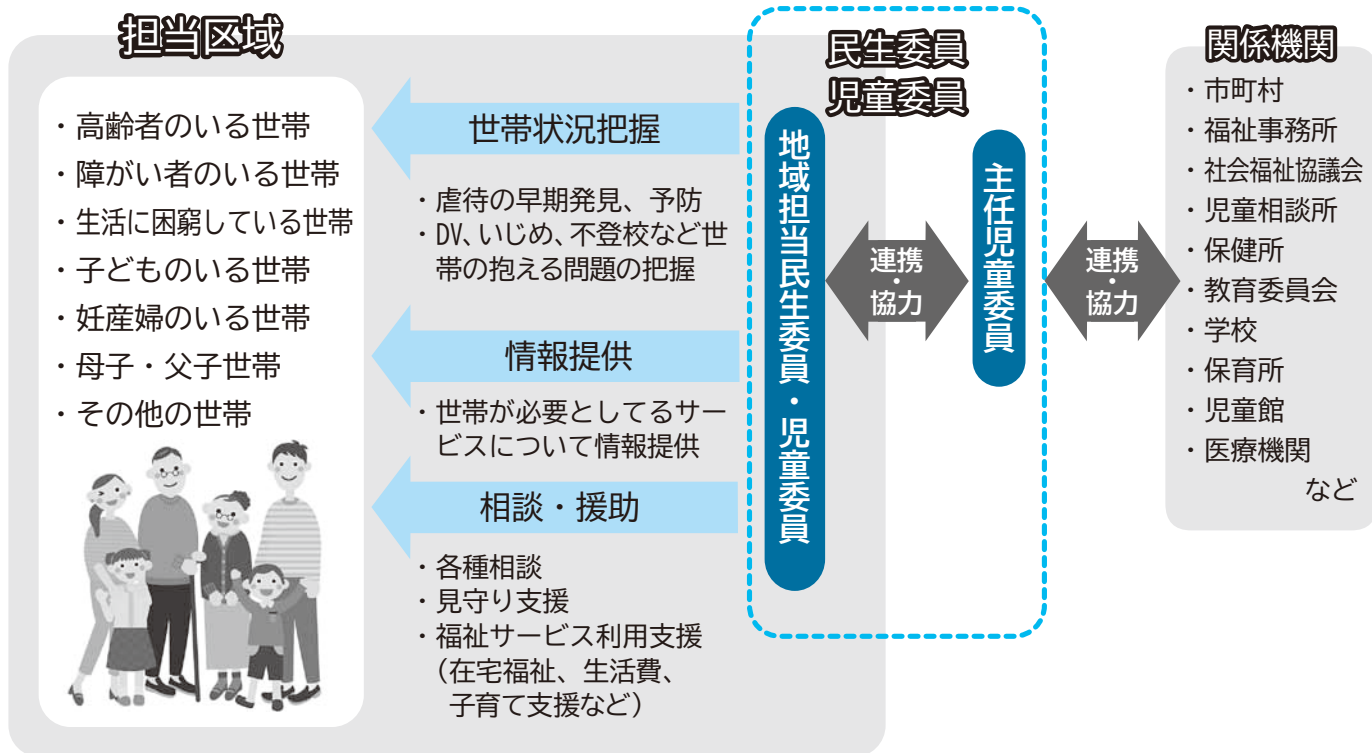 担当区域
・高齢者のいる世帯
・障がい者のいる世帯
・生活に困窮している世帯
・子どものいる世帯
・妊産婦のいる世帯
・母子・父子世帯
・その他の世帯
世帯状況把握
・虐待の早期発見、予防
・DV、いじめ、不登校など世
帯の抱える問題の把握
情報提供
・世帯が必要としてるサー
ビスについて情報提供
相談・援助
・各種相談
・見守り支援
・福祉サービス利用支援
(在宅福祉、生活費、
子育て支援など)
民生委員
児童委員
地域担当民生委員・児童委員
連携・
協力
主任児童委員
連携・
協力
関係機関
・市町村
・福祉事務所
・社会福祉協議会
・児童相談所
・保健所
・教育委員会
・学校
・保育所
・児童館
・医療機関
など